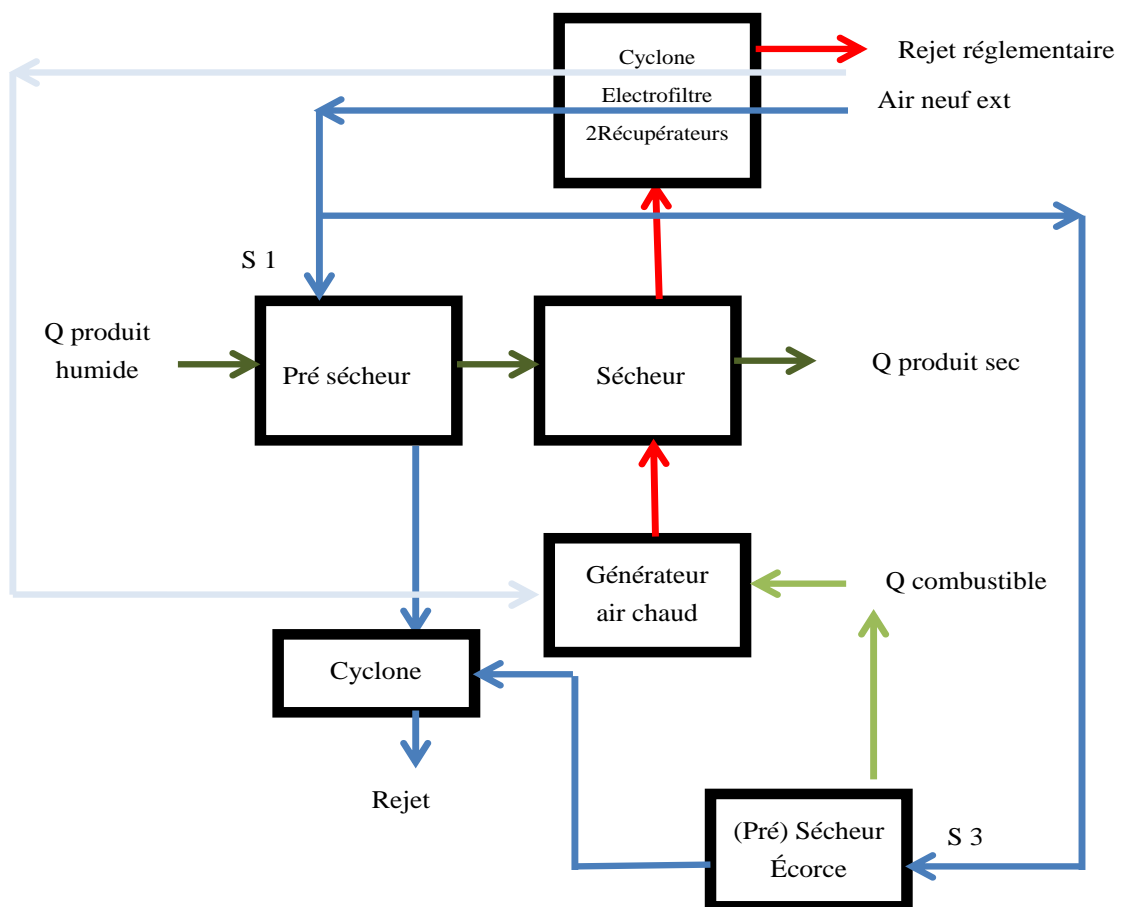 Cyclone
Electrofiltre
2Récupérateurs
Rejet réglementaire
Air neuf ext
S 1
Q produit
humide
Pré sécheur
Sécheur
Q produit sec
Générateur
air chaud
Q combustible
Cyclone
Rejet
(Pré) Sécheur
Écorce
S 3